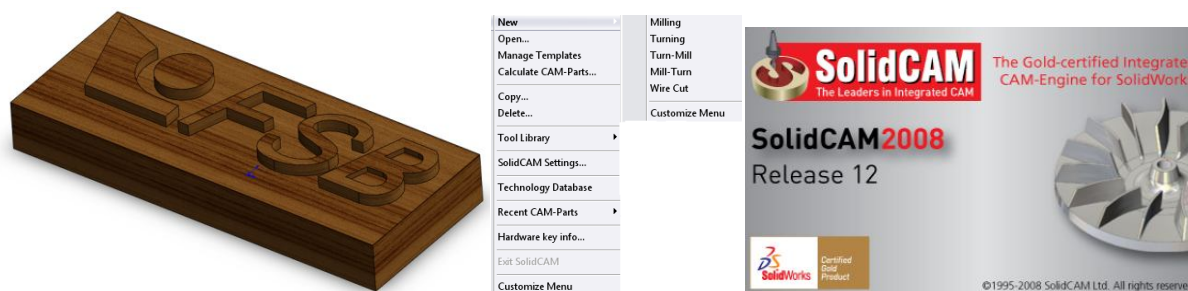 FSB
New
Open...
Manage Templates
Calculate CAM-Parts...
Copy...
Delete...
Tool Library
SolidCAM Settings...
Technology Database
Recent CAM-Parts
Hardware key info...
Exit SolidCAM
Customize Menu
Milling
Turning
Turn-Mill
Mill-Turn
Wire Cut
Customize Menu
SolidCAM
The Leaders in Integrated CAM
The Gold-certified Integrate
CAM-Engine for SolidWork
SolidCAM2008
Release 12
DS
SolidWorks
Certified
Gold
Product
©1995-2008 SolidCAM Ltd. All rights reserve